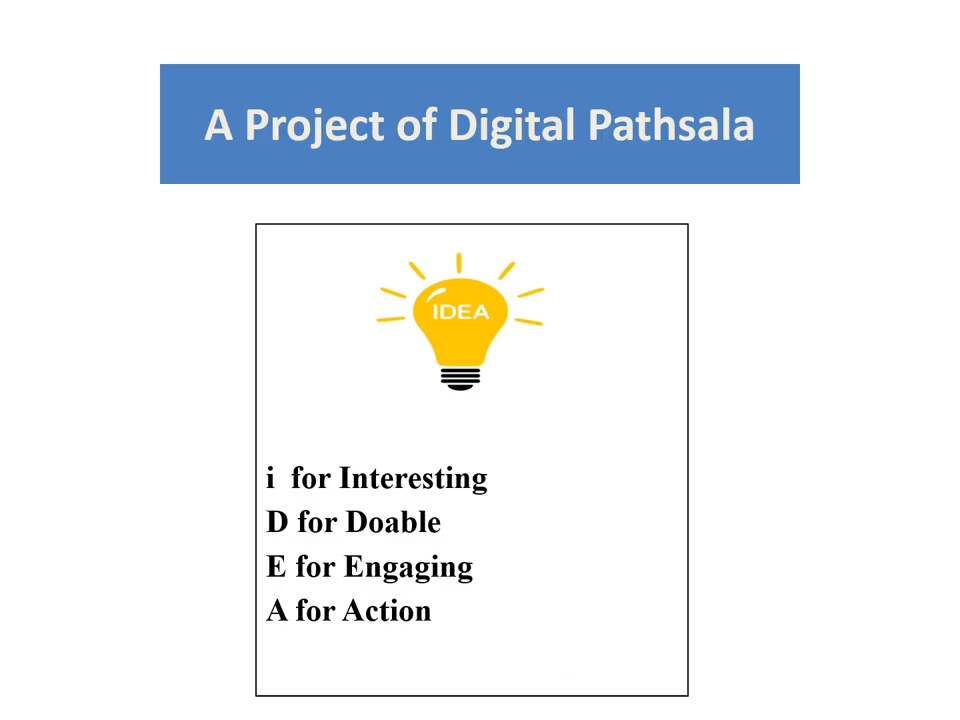 A Project of Digital Pathsala
IDEA
i for Interesting
D for Doable
E for Engaging
A for Action